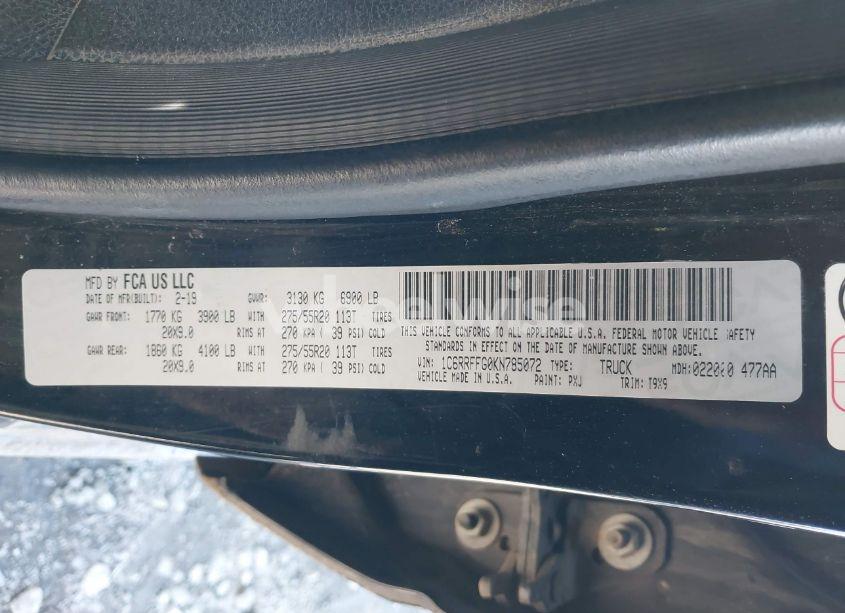 MFD BY FCA US LLC
DATE OF MFR(BUILT): 2-19 GVWR: 3130 KG 6900 LB
GAWR FRONT: 1770 KG 3900 LB WITH 275/55R20 113T TIRES
20X9.0 RIMS AT 270 KPA ( 39 PSI) COLD
GAWR REAR: 1860 KG 4100 LB WITH 275/55R20 113T TIRES
20X9.0 RIMS AT 270 KPA ( 39 PSI) COLD
THIS VEHICLE CONFORMS TO ALL APPLICABLE U.S.A. FEDERAL MOTOR VEHICLE SAFETY
STANDARDS IN EFFECT ON THE DATE OF MANUFACTURE SHOWN ABOVE.
VIN: 1C6RRFFG0KN785072 TYPE: TRUCK MDH: 022000 477AA
VEHICLE MADE IN U.S.A. PAINT: PXJ TRIM: T9X9